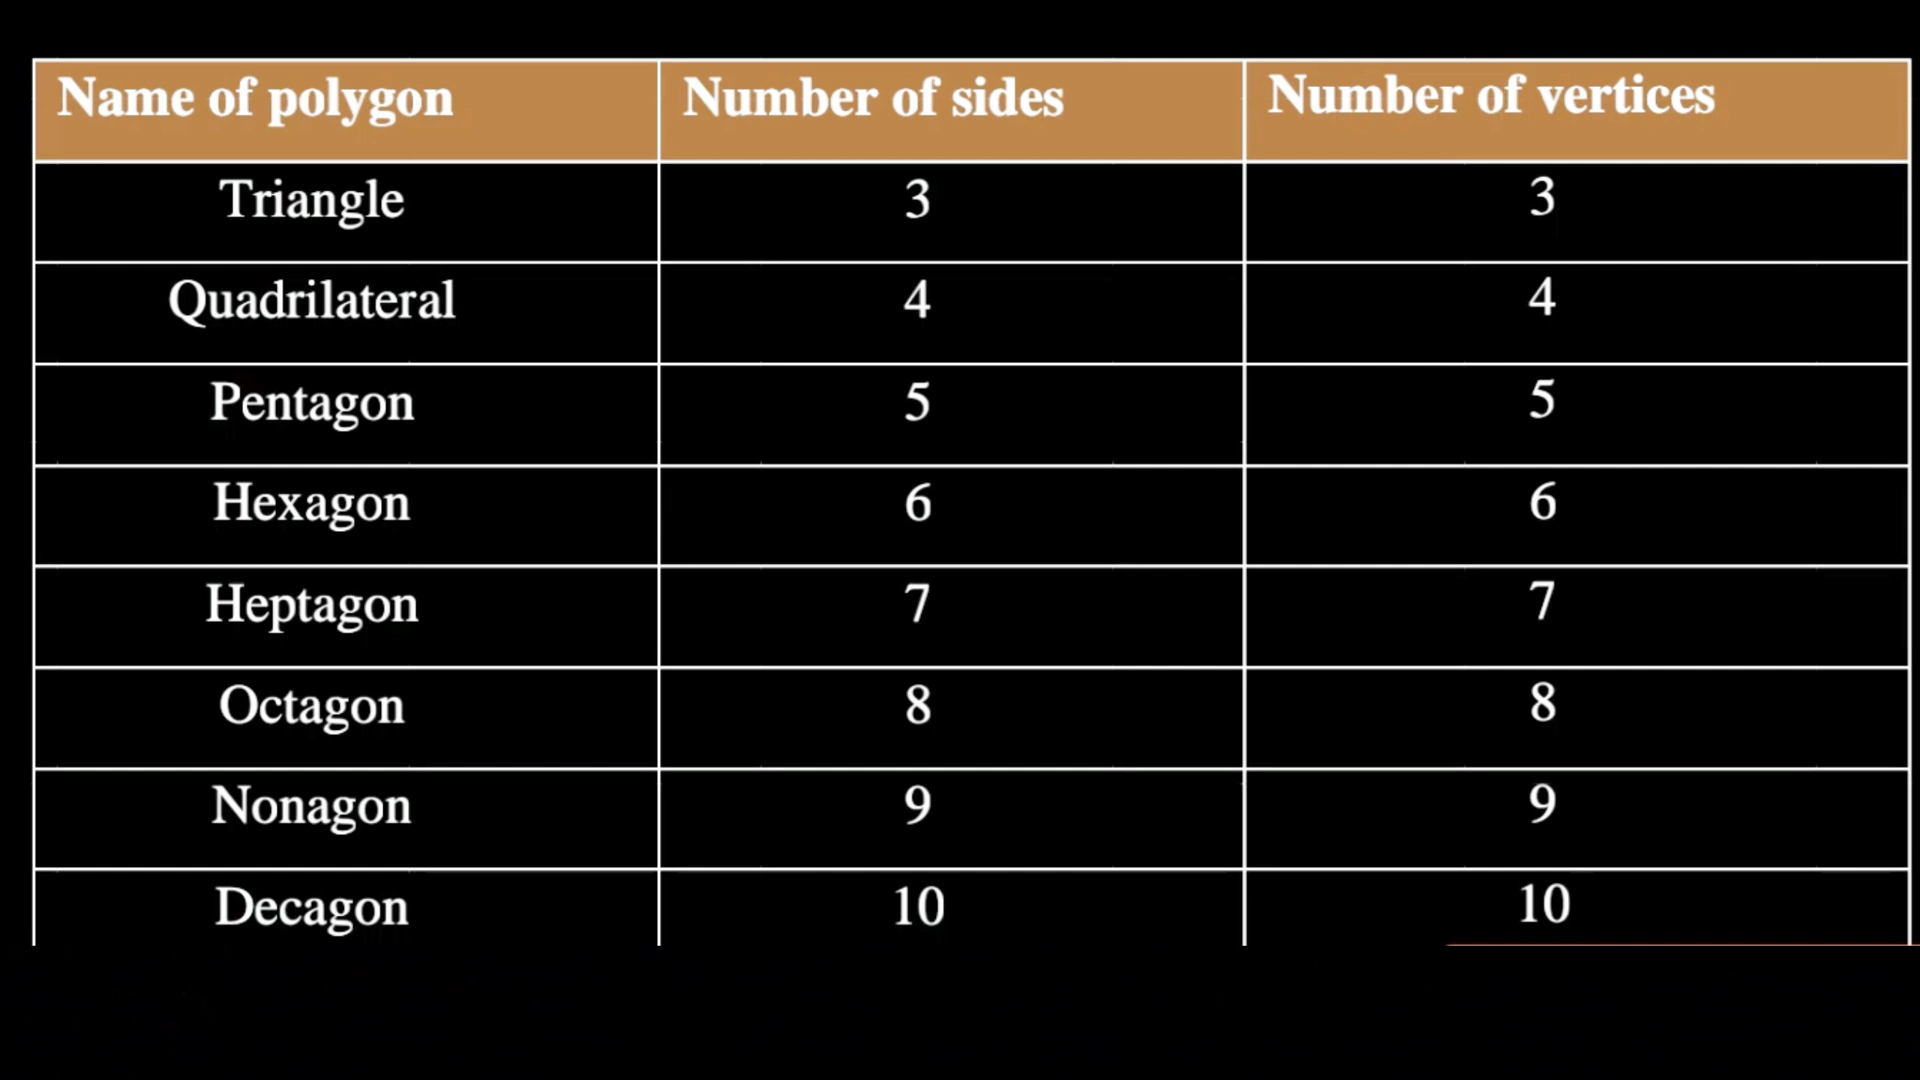 Name of polygon Number of sides Number of vertices
Triangle 3 3
Quadrilateral 4 4
Pentagon 5 5
Hexagon 6 6
Heptagon 7 7
Octagon 8 8
Nonagon 9 9
Decagon 10 10